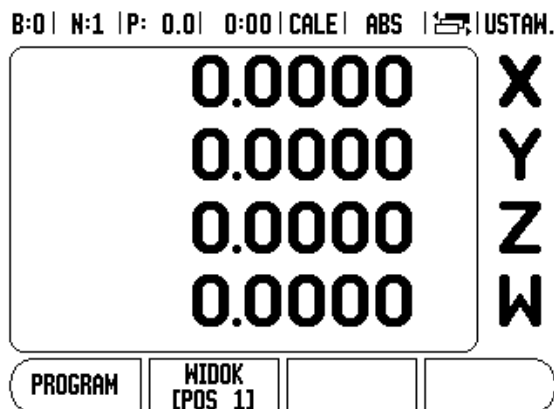 B:0| N:1 |P: 0.0| 0:00|CALE| ABS | |USTAW.
0.0000 X
0.0000 Y
0.0000 Z
0.0000 W
PROGRAM WIDOK
[POS 1]